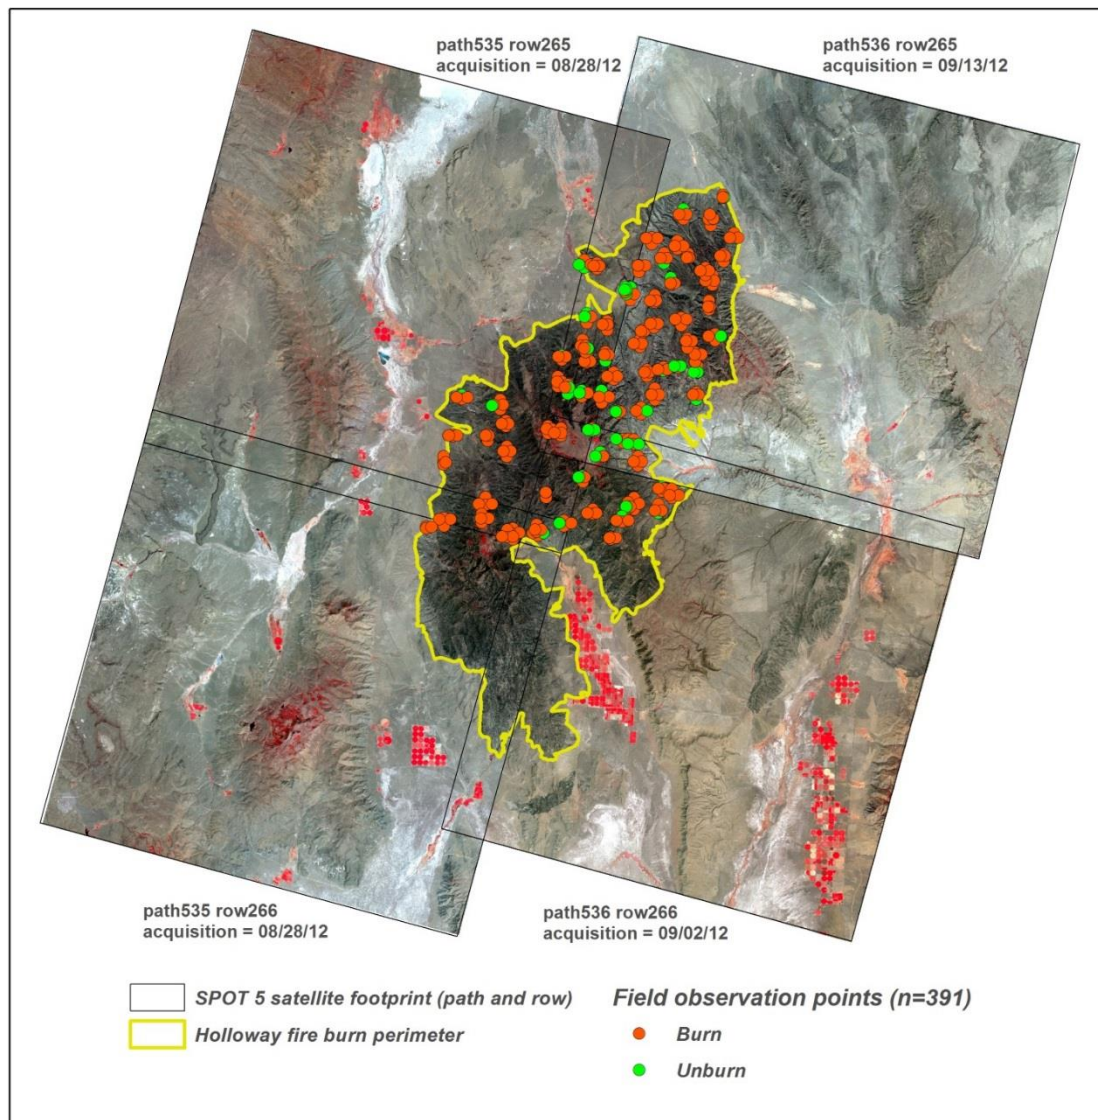 path535 row265
acquisition = 08/28/12
path536 row265
acquisition = 09/13/12
path535 row266
acquisition = 08/28/12
path536 row266
acquisition = 09/02/12
SPOT 5 satellite footprint (path and row)
Holloway fire burn perimeter
Field observation points (n=391)
Burn
Unburn